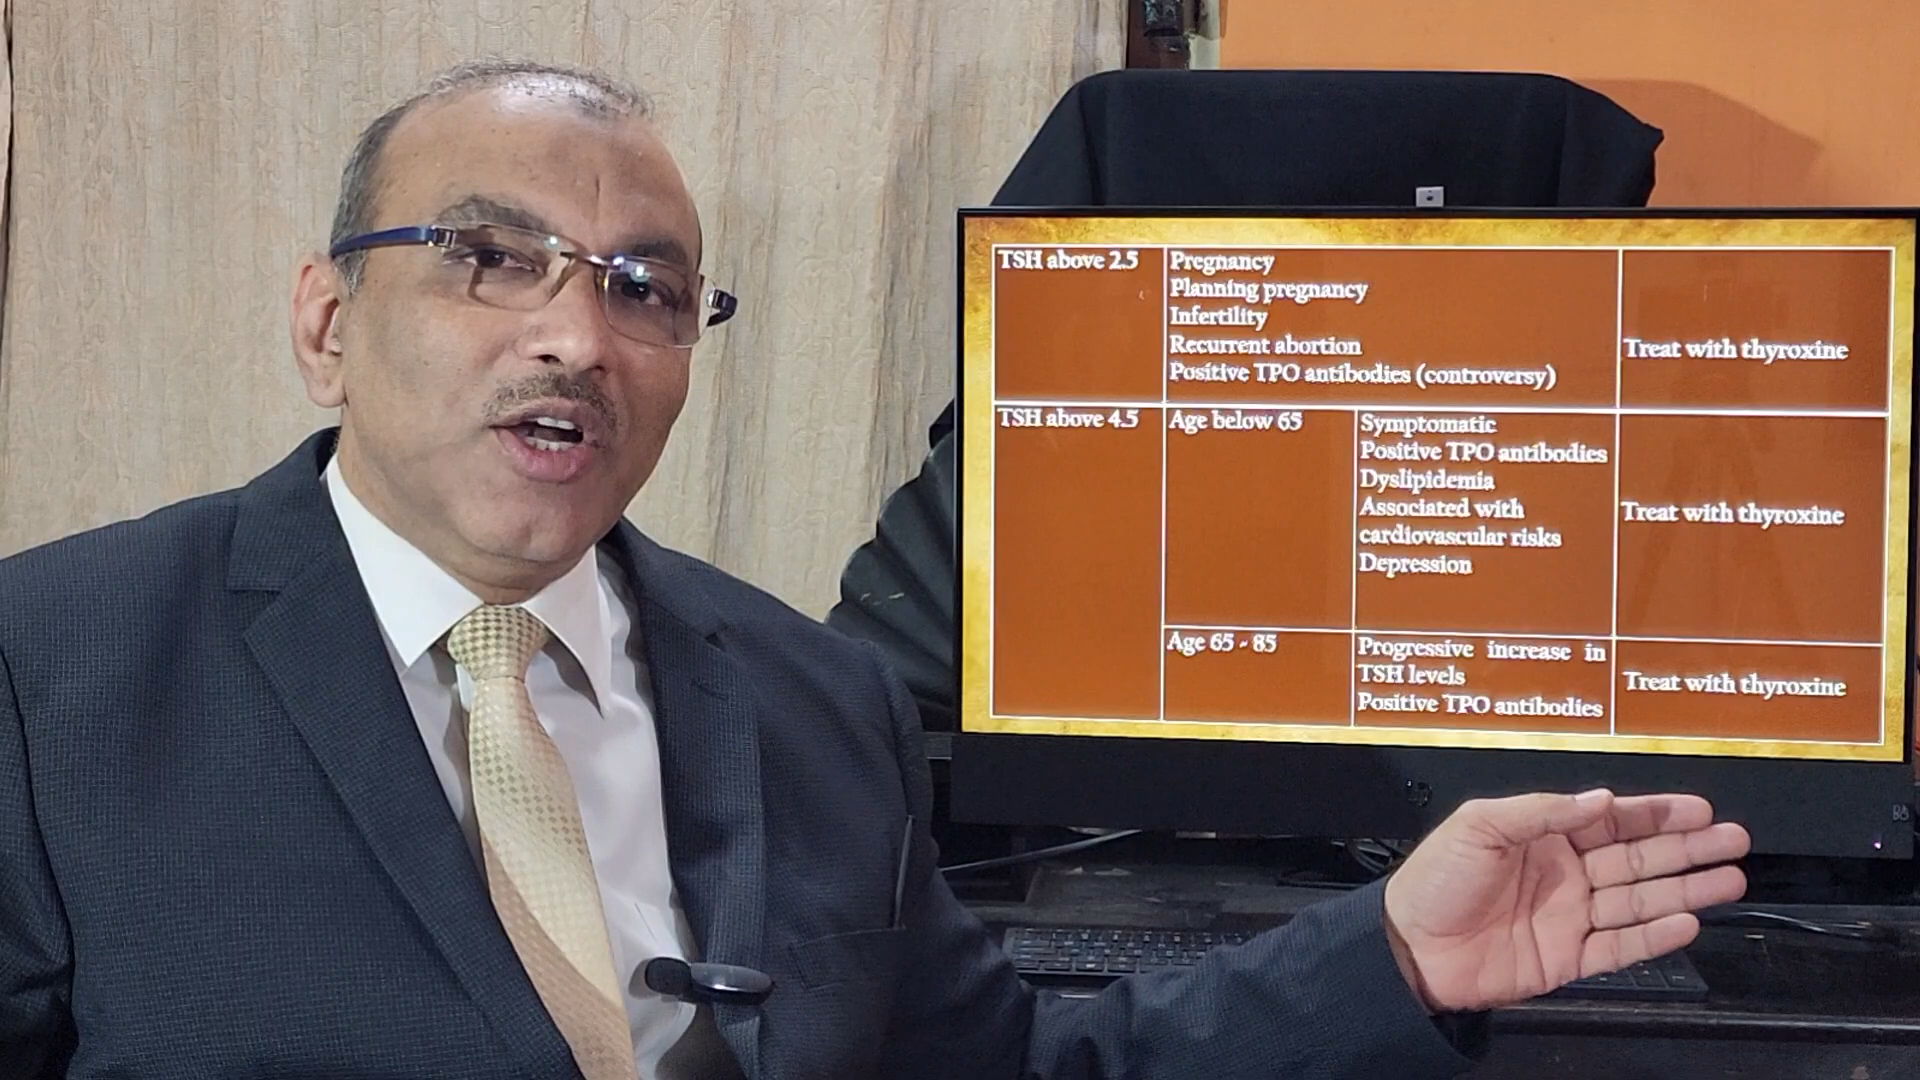 TSH above 2.5
Pregnancy
Planning pregnancy
Infertility
Recurrent abortion
Positive TPO antibodies (controversy)
Treat with thyroxine
TSH above 4.5
Age below 65
Symptomatic
Positive TPO antibodies
Dyslipidemia
Associated with
cardiovascular risks
Depression
Treat with thyroxine
Age 65 - 85
Progressive increase in
TSH levels
Positive TPO antibodies
Treat with thyroxine
hp